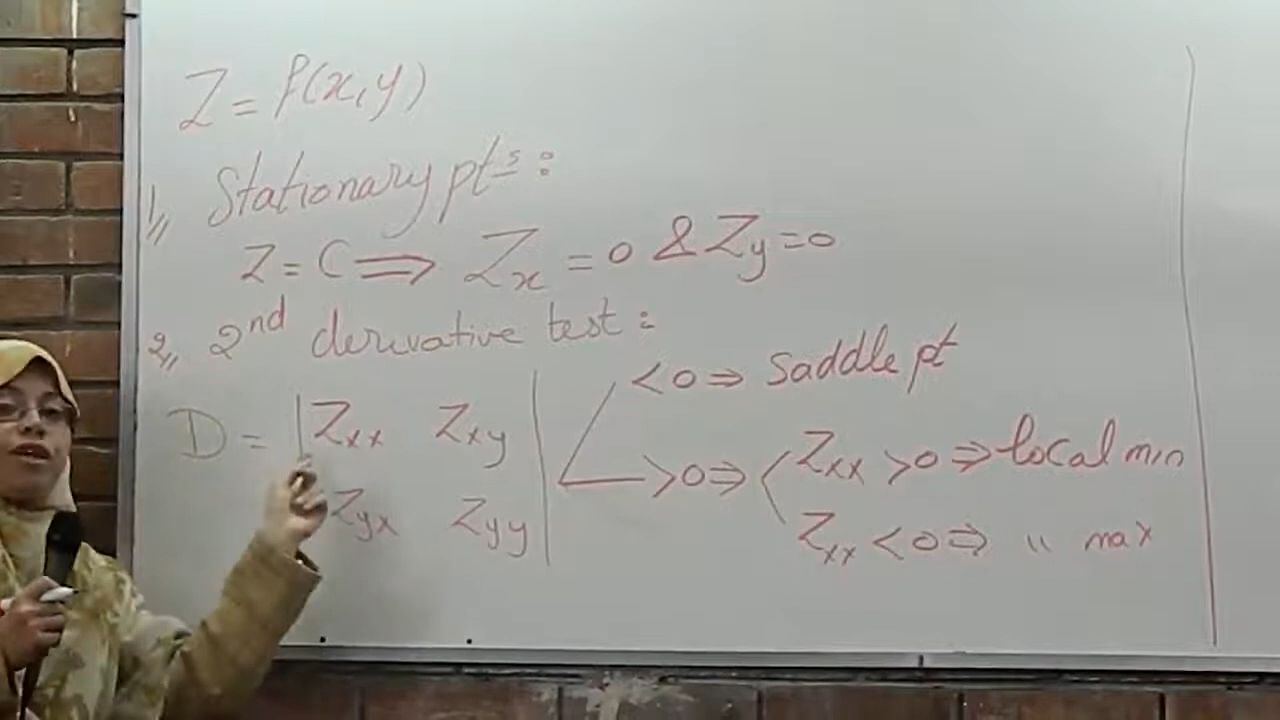 Z = f(x,y)
1,, Stationary pts :
Z = C ⇒ Zx = 0 & Zy = 0
2,, 2nd derivative test :
< 0 ⇒ Saddle pt
D = | Zxx Zxy |
> 0 ⇒ Zxx > 0 ⇒ local min
Zyx Zyy
Zxx < 0 ⇒ " max